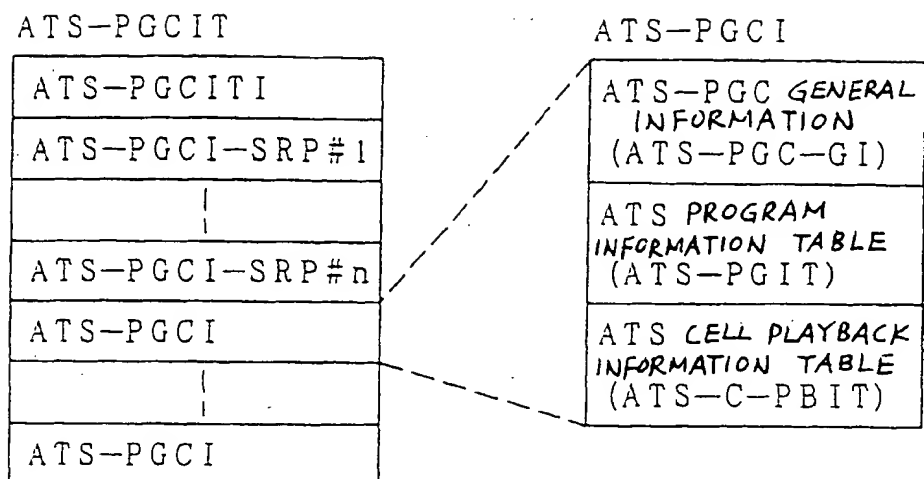 ATS-PGCIT
ATS-PGCITI
ATS-PGCI-SRP#1
ATS-PGCI-SRP#n
ATS-PGCI
ATS-PGCI
ATS-PGCI
ATS-PGC GENERAL
INFORMATION
(ATS-PGC-GI)
ATS PROGRAM
INFORMATION TABLE
(ATS-PGIT)
ATS CELL PLAYBACK
INFORMATION TABLE
(ATS-C-PBIT)